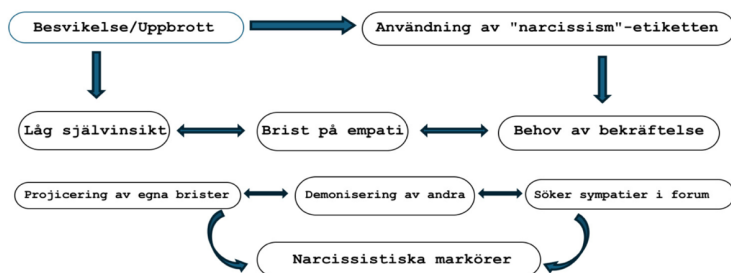 Besvikelse/Uppbrott
Användning av "narcissism"-etiketten
Låg självinsikt
Brist på empati
Behov av bekräftelse
Projicering av egna brister
Demonisering av andra
Söker sympatier i forum
Narcissistiska markörer